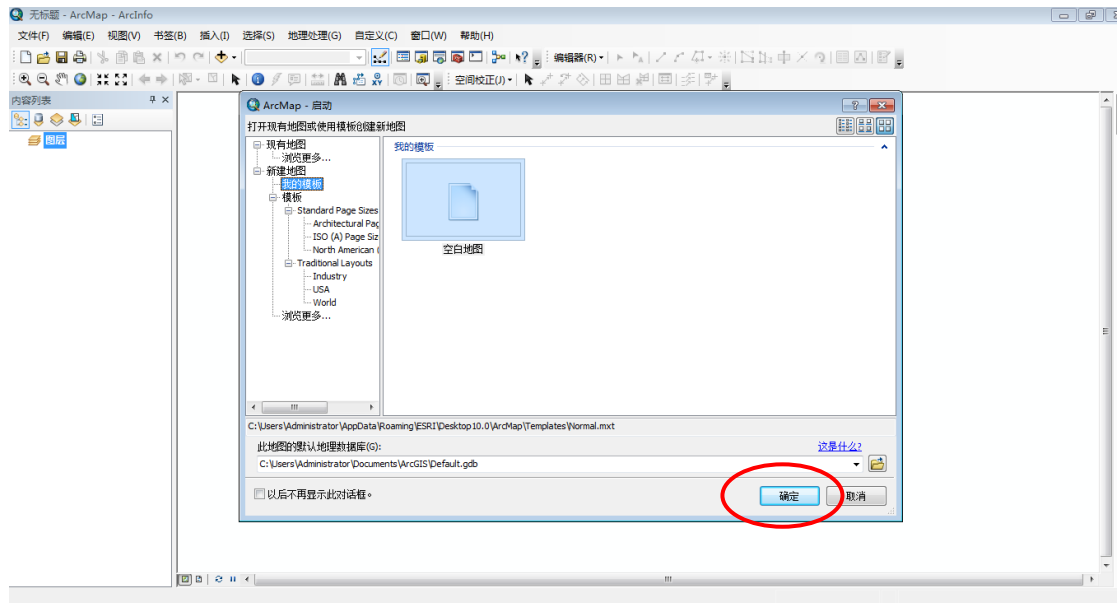 无标题 - ArcMap - ArcInfo
文件(F) 编辑(E) 视图(V) 书签(B) 插入(I) 选择(S) 地理处理(G) 自定义(C) 窗口(W) 帮助(H)
编辑器(R)
空间校正(J)
内容列表
图层
ArcMap - 启动
打开现有地图或使用模板创建新地图
现有地图
浏览更多...
新建地图
我的模板
模板
Standard Page Sizes
Architectural Pag
ISO (A) Page Siz
North American (
Traditional Layouts
Industry
USA
World
浏览更多...
我的模板
空白地图
C:\Users\Administrator\AppData\Roaming\ESRI\Desktop10.0\ArcMap\Templates\Normal.mxt
此地图的默认地理数据库(G):
这是什么?
C:\Users\Administrator\Documents\ArcGIS\Default.gdb
以后不再显示此对话框。
确定
取消